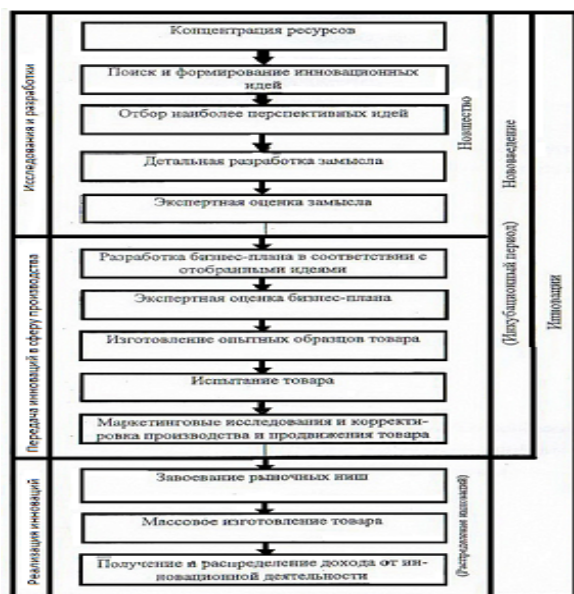 Концентрация ресурсов
Поиск и формирование инновационных
идей
Отбор наиболее перспективных идей
Детальная разработка замысла
Экспертная оценка замысла
Исследования и разработки
Новшество
Разработка бизнес-плана в соответствии с
отобранными идеями
Экспертная оценка бизнес-плана
Изготовление опытных образцов товара
Испытание товара
Маркетинговые исследования и корректи-
ровка производства и продвижения товара
Передача инноваций в сферу производства
Нововведение
(Инкубационный период)
Инновации
Завоевание рыночных ниш
Массовое изготовление товара
Получение и распределение дохода от ин-
новационной деятельности
Реализация инноваций
(Распределение инноваций)